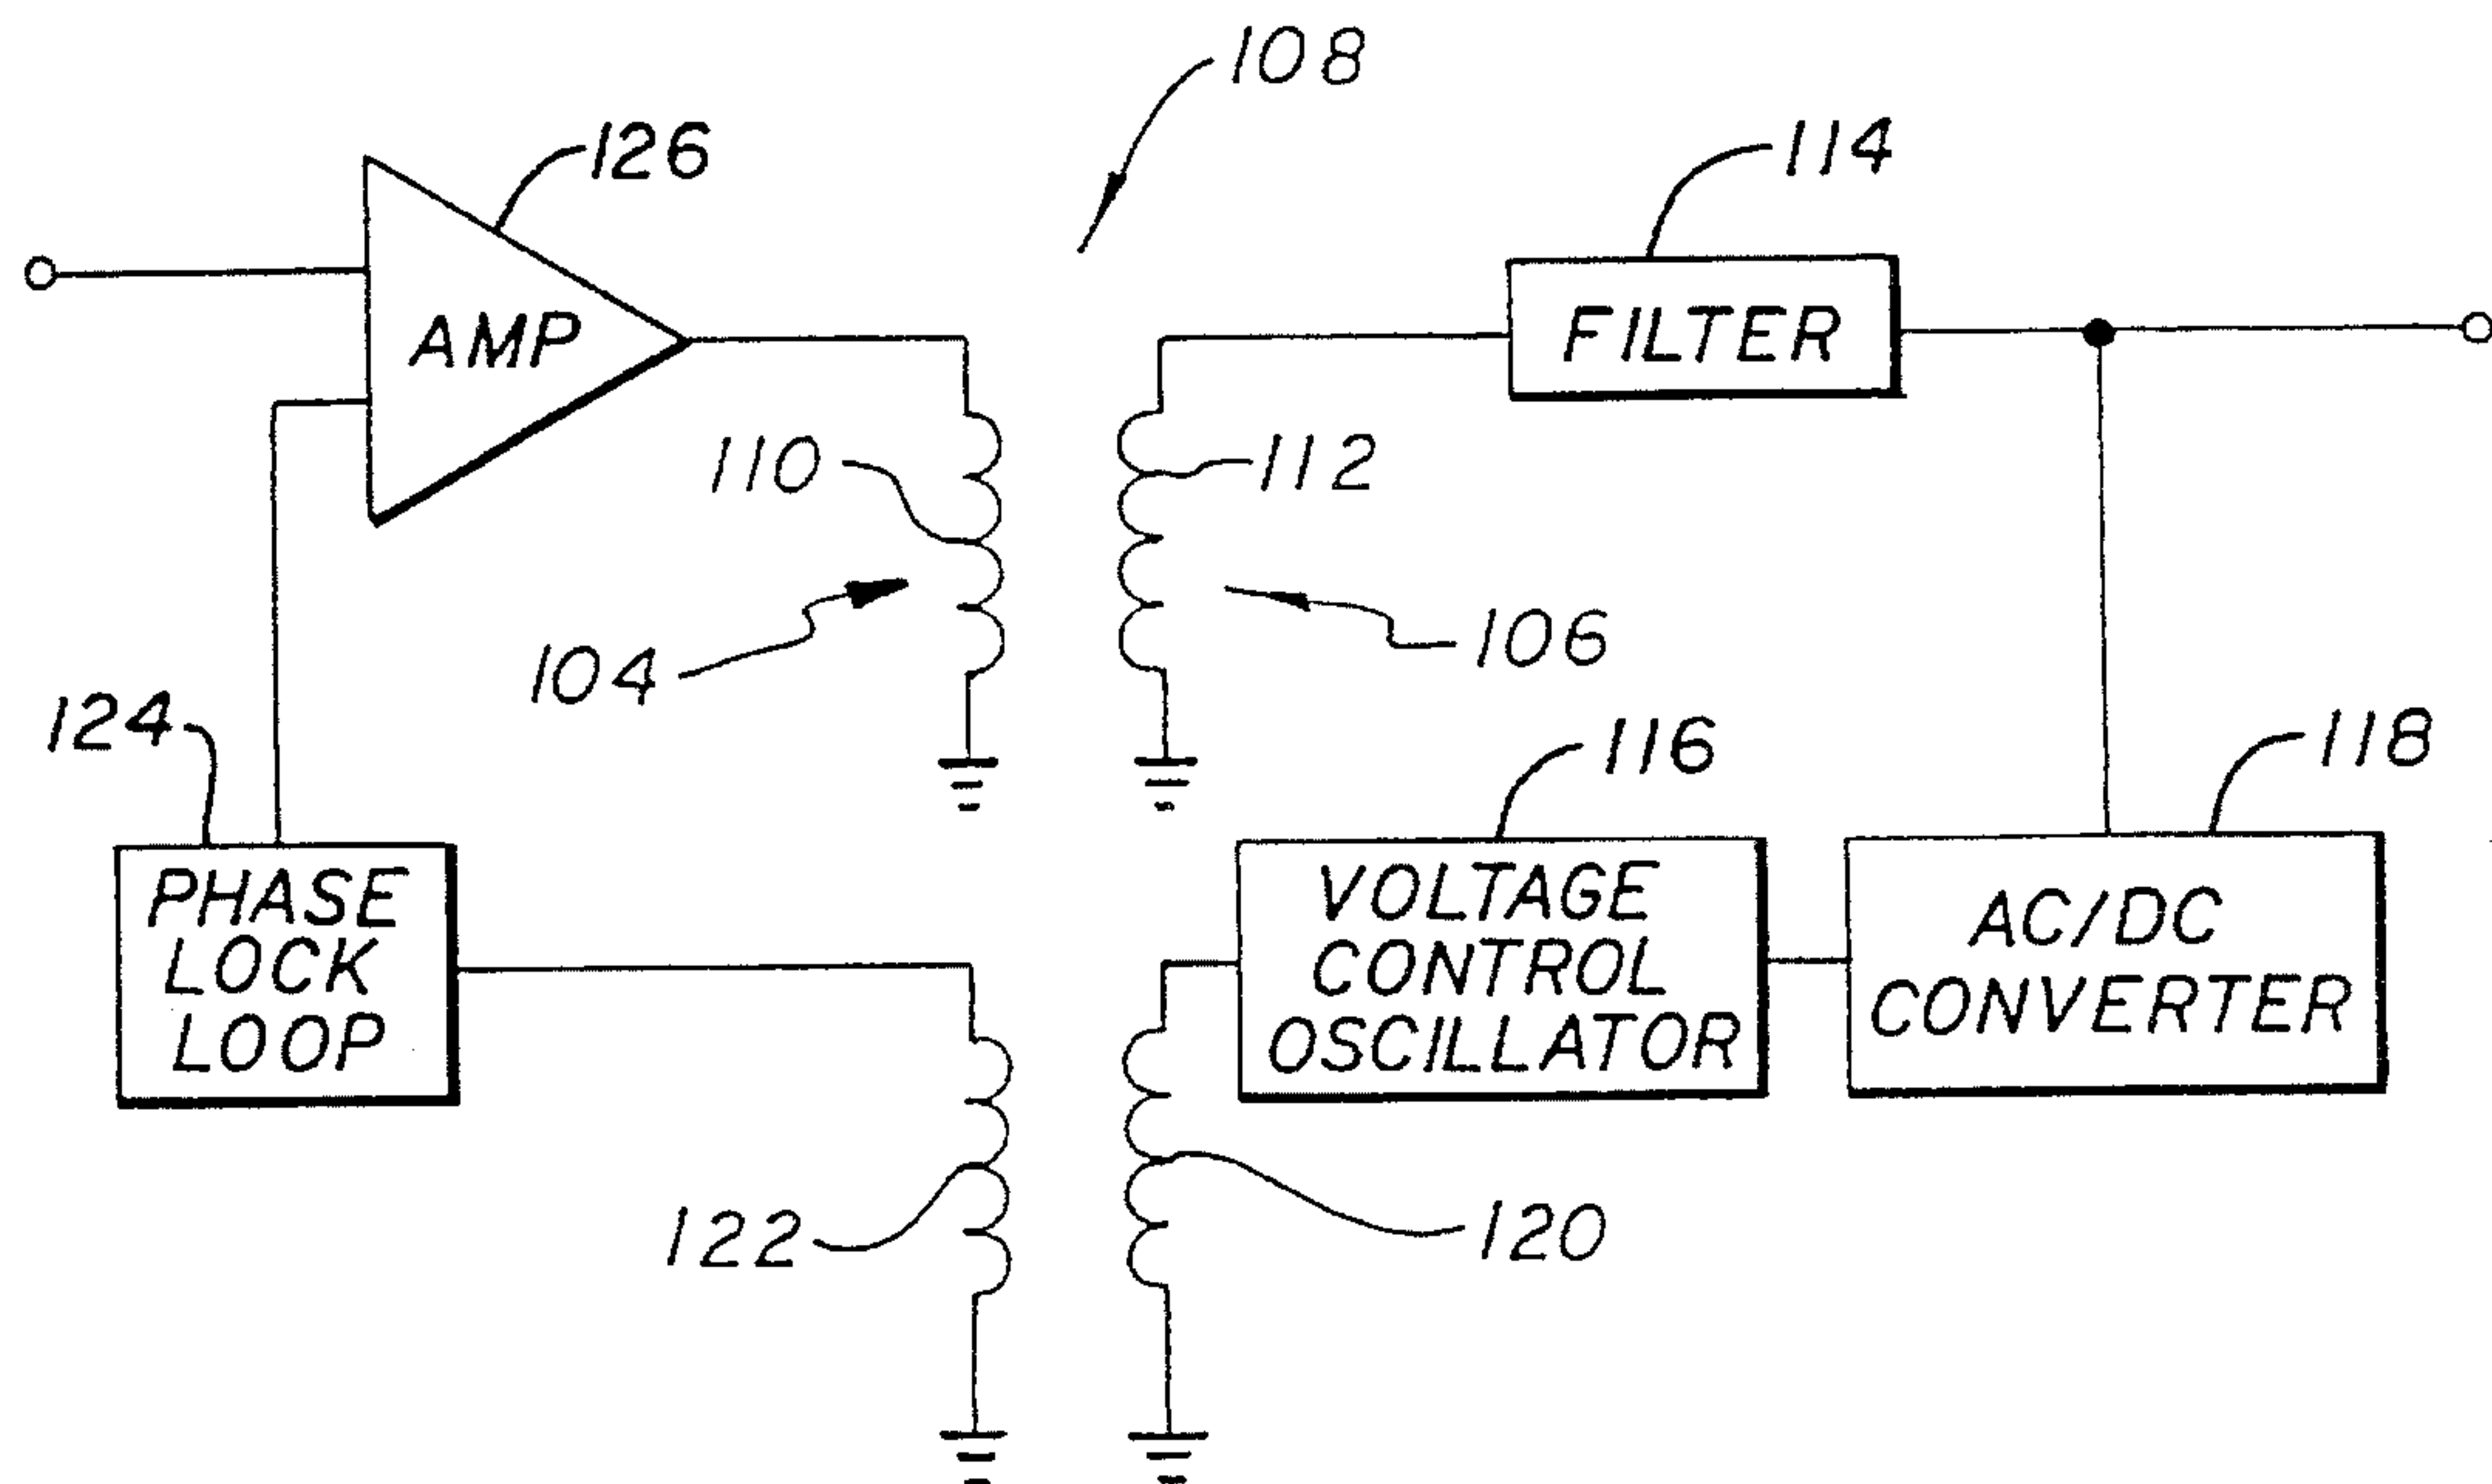 108
126
114
AMP
FILTER
110
112
104
106
124
116
118
PHASE
LOCK
LOOP
VOLTAGE
CONTROL
OSCILLATOR
AC/DC
CONVERTER
122
120